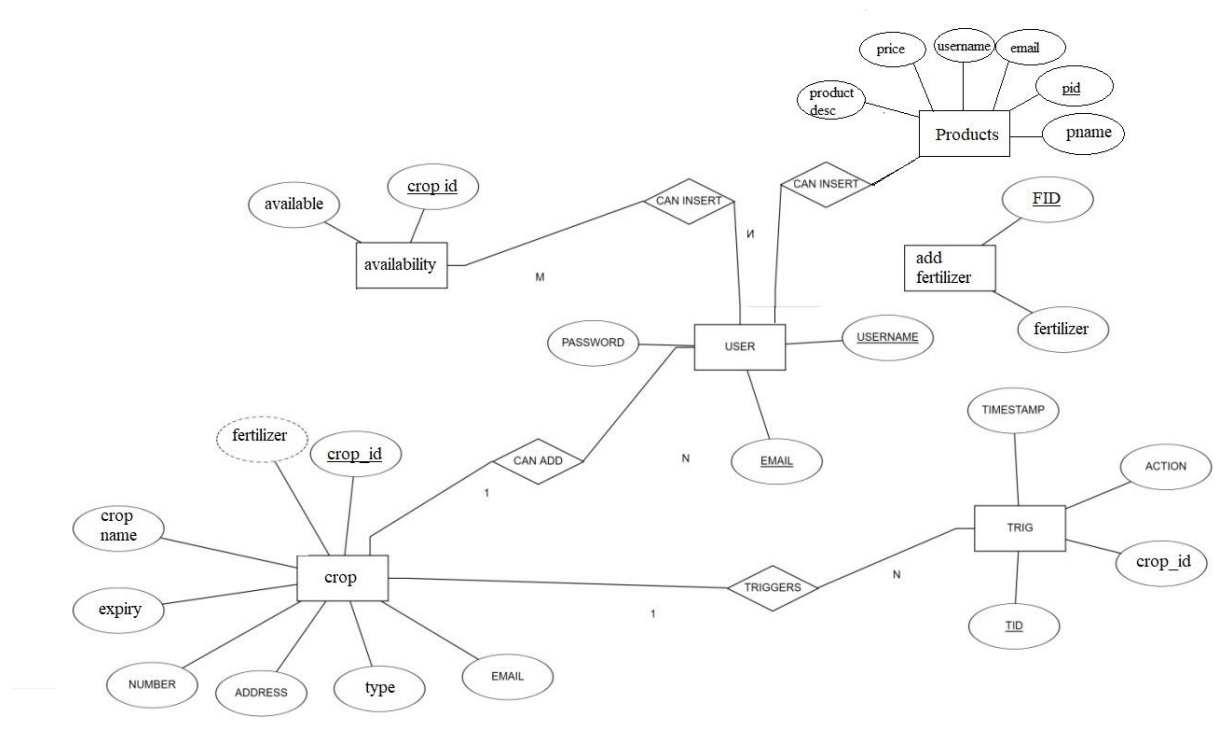 price
username
email
product
desc
pid
Products
pname
CAN INSERT
CAN INSERT
crop id
available
availability
FID
add
fertilizer
fertilizer
M
И
PASSWORD
USER
USERNAME
EMAIL
TIMESTAMP
ACTION
TRIG
crop_id
TID
fertilizer
crop_id
CAN ADD
N
1
crop
name
crop
expiry
NUMBER
ADDRESS
type
EMAIL
TRIGGERS
N
1